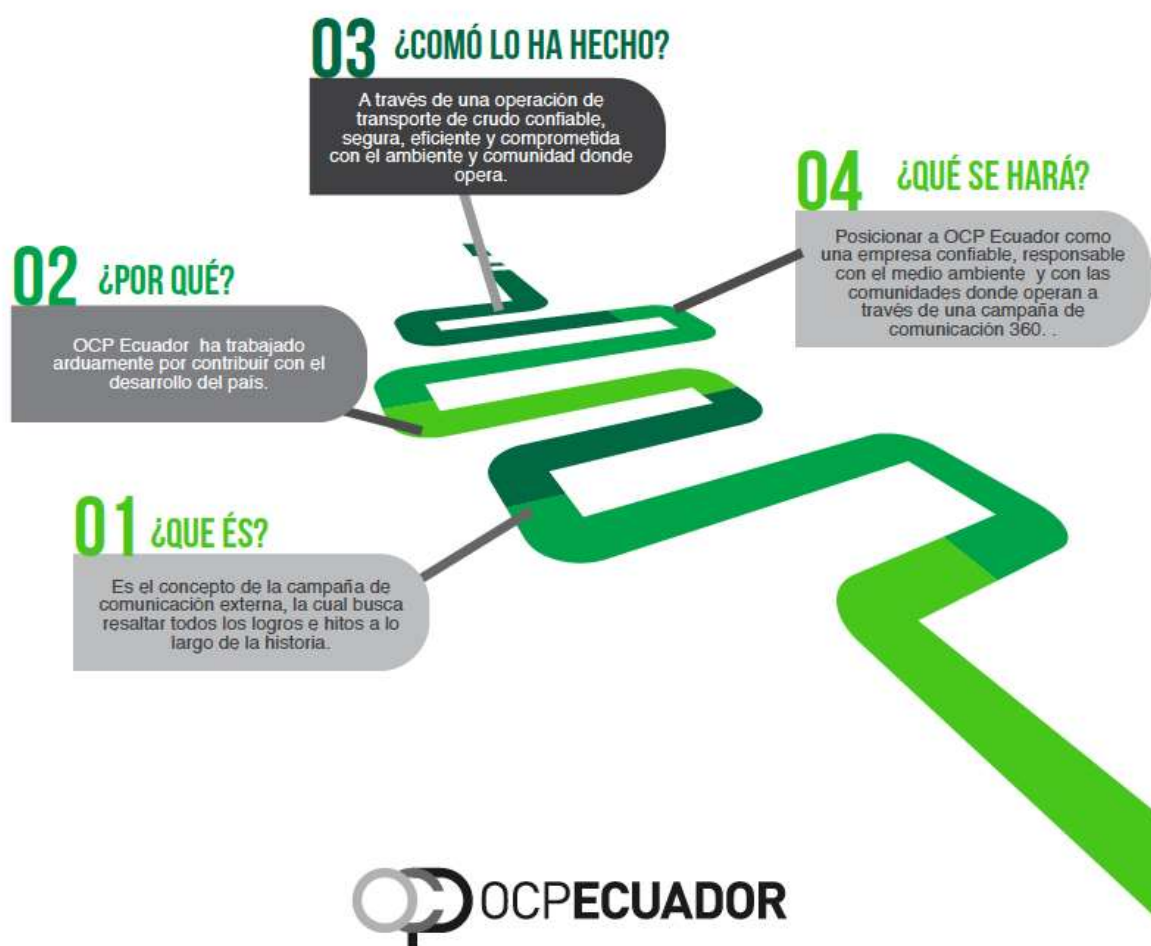 03 ¿COMÓ LO HA HECHO?
A través de una operación de
transporte de crudo confiable,
segura, eficiente y comprometida
con el ambiente y comunidad donde
opera.
04 ¿QUÉ SE HARÁ?
Posicionar a OCP Ecuador como
una empresa confiable, responsable
con el medio ambiente y con las
comunidades donde operan a
través de una campaña de
comunicación 360. .
02 ¿POR QUÉ?
OCP Ecuador ha trabajado
arduamente por contribuir con el
desarrollo del país.
01 ¿QUE ÉS?
Es el concepto de la campaña de
comunicación externa, la cual busca
resaltar todos los logros e hitos a lo
largo de la historia.
OCPECUADOR